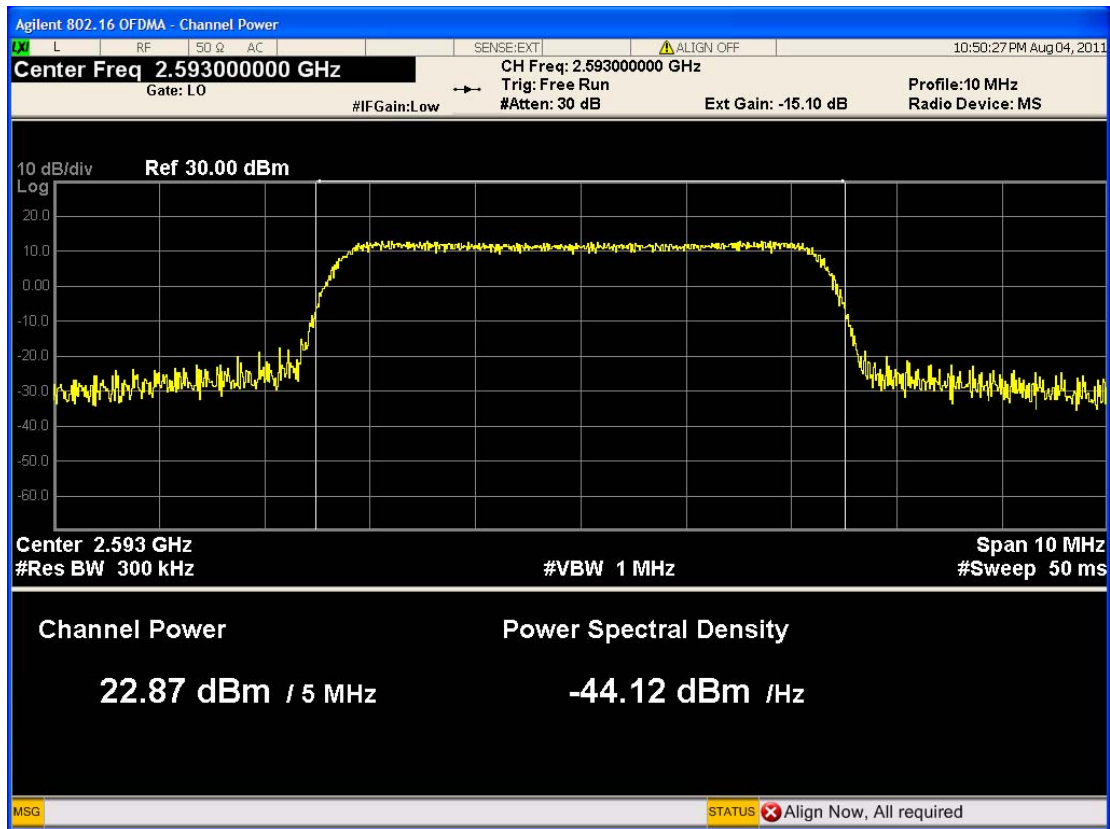 Agilent 802.16 OFDMA - Channel Power
LXI L RF 50 Ω AC SENSE:EXT ALIGN OFF 10:50:27 PM Aug 04, 2011
Center Freq 2.593000000 GHz CH Freq: 2.593000000 GHz
Gate: LO Trig: Free Run Profile:10 MHz
#IFGain:Low #Atten: 30 dB Ext Gain: -15.10 dB Radio Device: MS
10 dB/div Ref 30.00 dBm
Log
20.0
10.0
0.00
-10.0
-20.0
-30.0
-40.0
-50.0
-60.0
Center 2.593 GHz Span 10 MHz
#Res BW 300 kHz #VBW 1 MHz #Sweep 50 ms
Channel Power Power Spectral Density
22.87 dBm / 5 MHz -44.12 dBm /Hz
MSG STATUS Align Now, All required